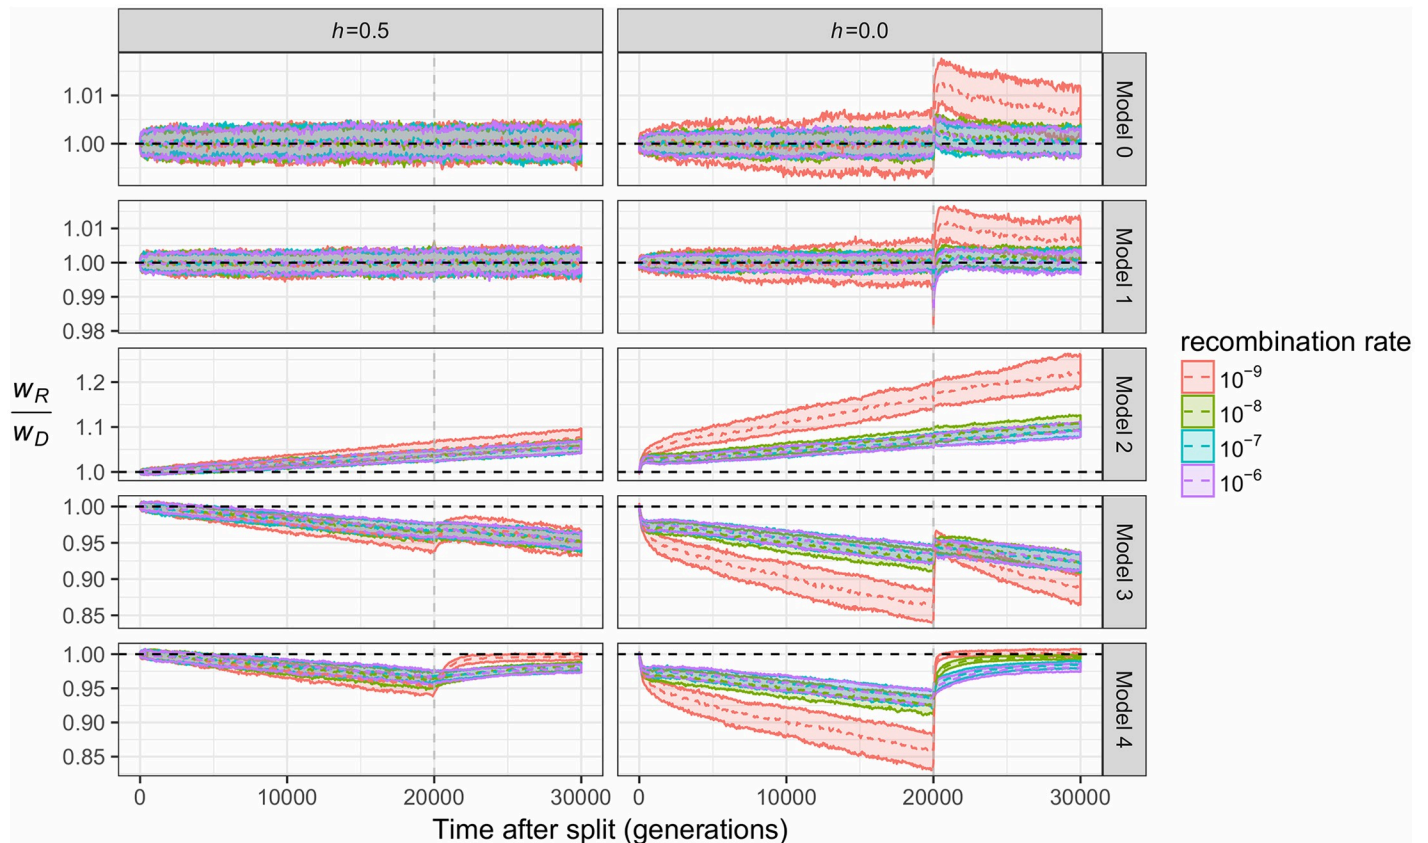 h=0.5
h=0.0
1.01
1.00
Model 0
1.01
1.00
0.99
0.98
Model 1
1.2
1.1
1.0
Model 2
1.00
0.95
0.90
0.85
Model 3
1.00
0.95
0.90
0.85
Model 4
w_R
w_D
0 10000 20000 30000 0 10000 20000 30000
Time after split (generations)
recombination rate
10⁻⁹
10⁻⁸
10⁻⁷
10⁻⁶